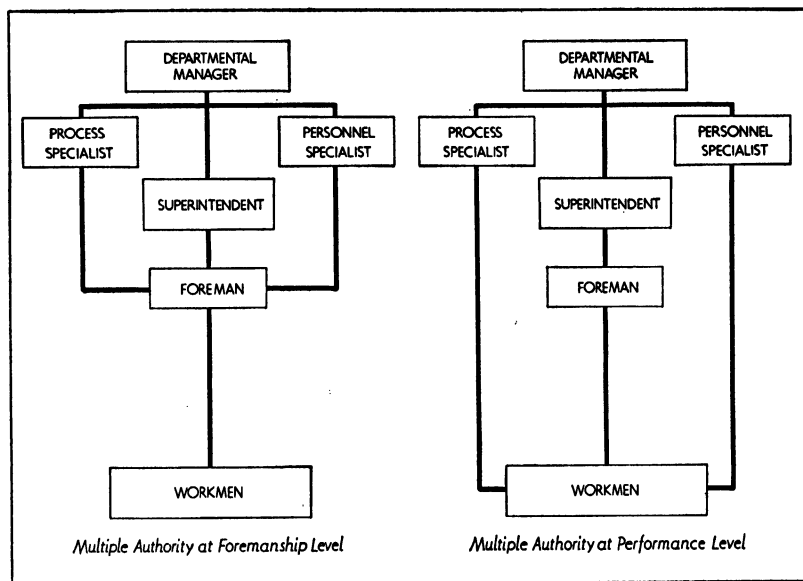 DEPARTMENTAL
MANAGER
PROCESS
SPECIALIST
PERSONNEL
SPECIALIST
SUPERINTENDENT
FOREMAN
WORKMEN
Multiple Authority at Foremanship Level
DEPARTMENTAL
MANAGER
PROCESS
SPECIALIST
PERSONNEL
SPECIALIST
SUPERINTENDENT
FOREMAN
WORKMEN
Multiple Authority at Performance Level